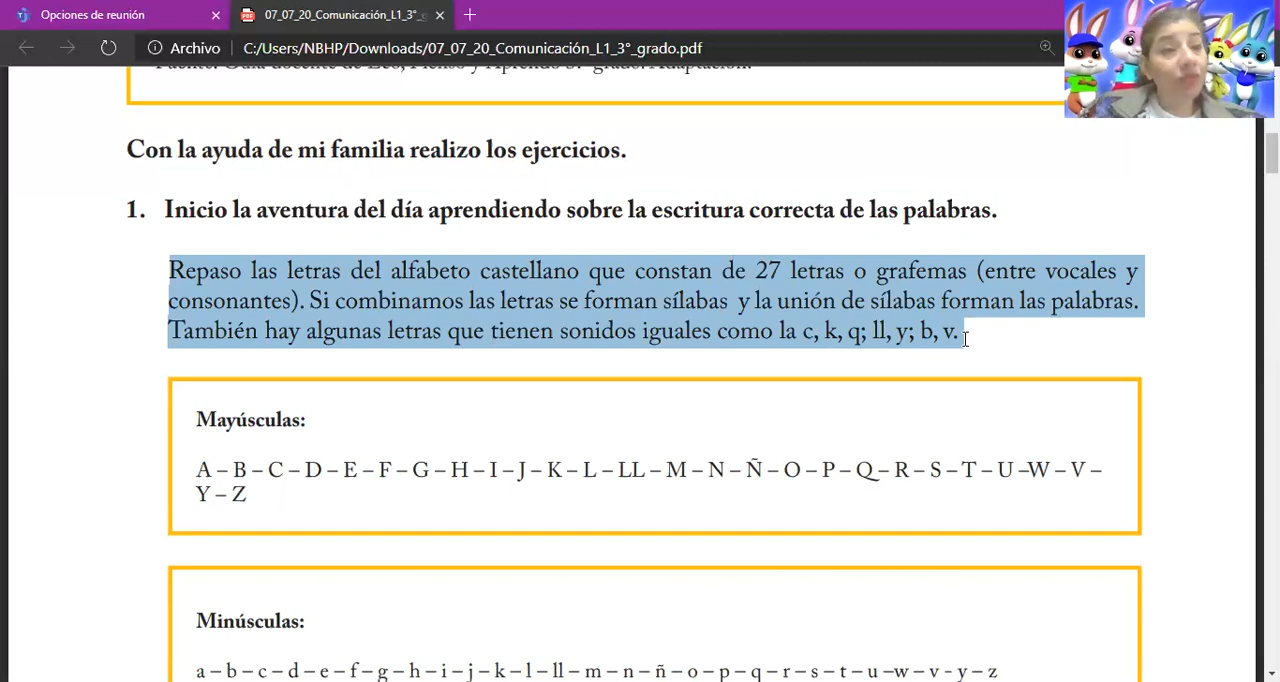 Opciones de reunión
07_07_20_Comunicación_L1_3°_g
Archivo
C:/Users/NBHP/Downloads/07_07_20_Comunicación_L1_3°_grado.pdf
Con la ayuda de mi familia realizo los ejercicios.
1. Inicio la aventura del día aprendiendo sobre la escritura correcta de las palabras.
Repaso las letras del alfabeto castellano que constan de 27 letras o grafemas (entre vocales y
consonantes). Si combinamos las letras se forman sílabas y la unión de sílabas forman las palabras.
También hay algunas letras que tienen sonidos iguales como la c, k, q; ll, y; b, v.
Mayúsculas:
A – B – C – D – E – F – G – H – I – J – K – L – LL – M – N – Ñ – O – P – Q – R – S – T – U –W – V –
Y – Z
Minúsculas:
a – b – c – d – e – f – g – h – i – j – k – l – ll – m – n – ñ – o – p – q – r – s – t – u –w – v – y – z